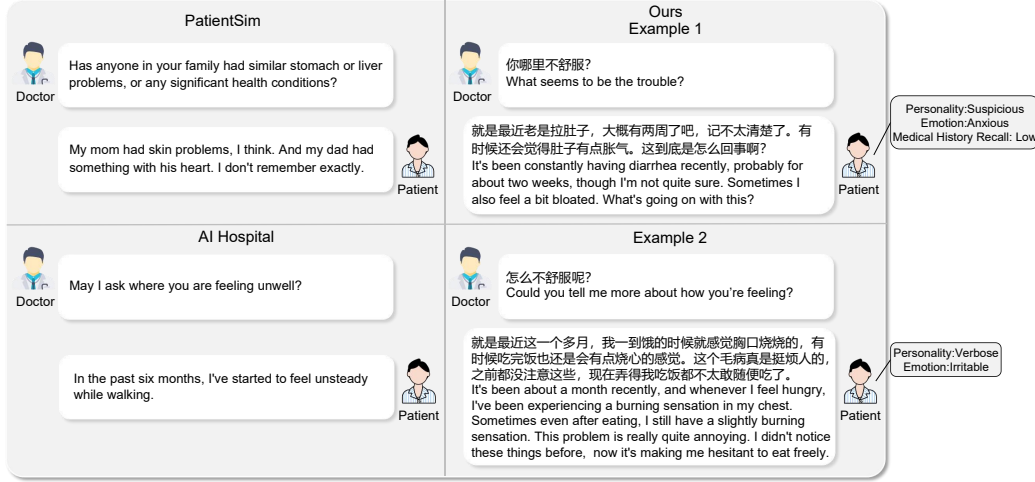 PatientSim
Doctor
Has anyone in your family had similar stomach or liver
problems, or any significant health conditions?
My mom had skin problems, I think. And my dad had
something with his heart. I don't remember exactly.
Patient
Ours
Example 1
Doctor
你哪里不舒服？
What seems to be the trouble?
就是最近老是拉肚子，大概有两周了吧，记不太清楚了。有
时候还会觉得肚子有点胀气。这到底是怎么回事啊？
It's been constantly having diarrhea recently, probably for
about two weeks, though I'm not quite sure. Sometimes I
also feel a bit bloated. What's going on with this?
Patient
Personality:Suspicious
Emotion:Anxious
Medical History Recall: Low
AI Hospital
Doctor
May I ask where you are feeling unwell?
In the past six months, I've started to feel unsteady
while walking.
Patient
Example 2
Doctor
怎么不舒服呢？
Could you tell me more about how you're feeling?
就是最近这一个多月，我一到饿的时候就感觉胸口烧烧的，有
时候吃完饭也还是会有点烧心的感觉。这个毛病真是挺烦人的，
之前都没注意这些，现在弄得我吃饭都不太敢随便吃了。
It's been about a month recently, and whenever I feel hungry,
I've been experiencing a burning sensation in my chest.
Sometimes even after eating, I still have a slightly burning
sensation. This problem is really quite annoying. I didn't notice
these things before, now it's making me hesitant to eat freely.
Patient
Personality:Verbose
Emotion:Irritable